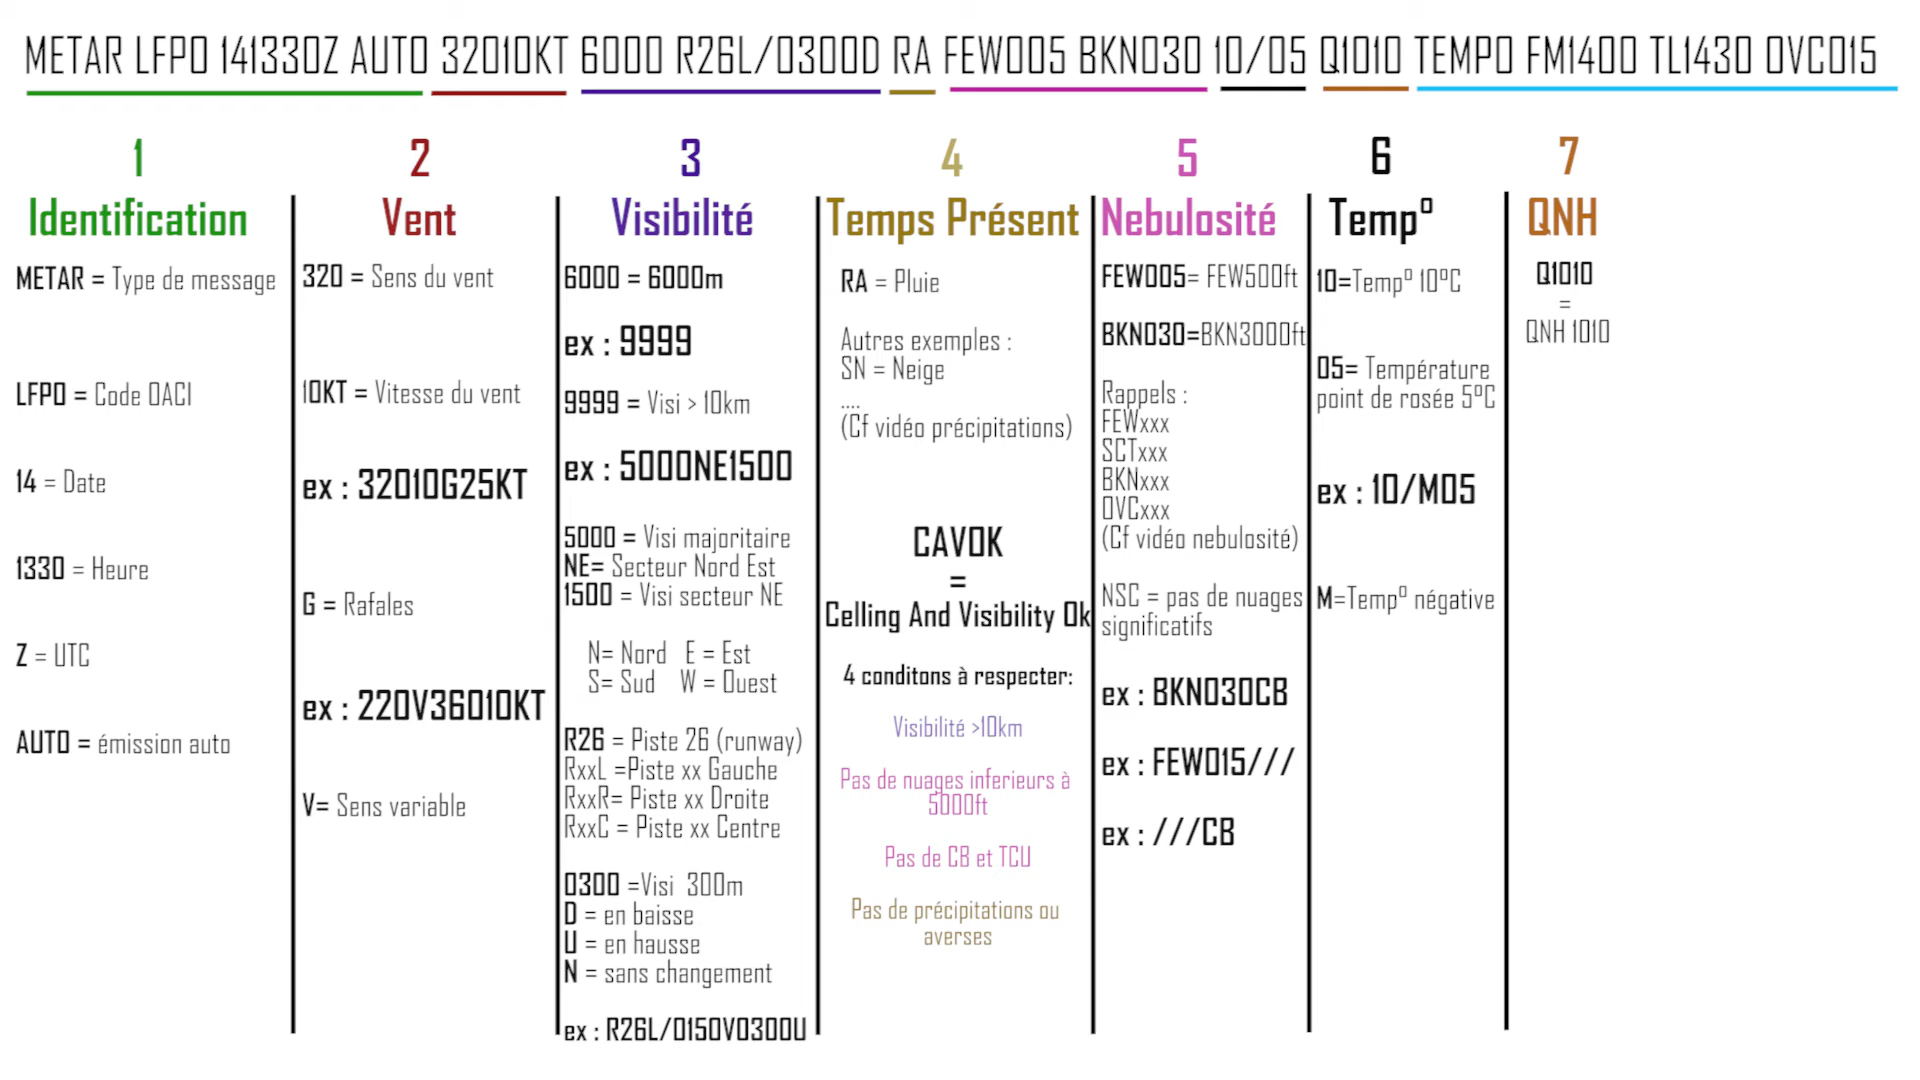 METAR LFPO 141330Z AUTO 32010KT 6000 R26L/0300D RA FEW005 BKN030 10/05 Q1010 TEMPO FM1400 TL1430 OVC015
1
Identification
METAR = Type de message
LFPO = Code OACI
14 = Date
1330 = Heure
Z = UTC
AUTO = émission auto
2
Vent
320 = Sens du vent
10KT = Vitesse du vent
ex : 32010G25KT
G = Rafales
ex : 220V36010KT
V= Sens variable
3
Visibilité
6000 = 6000m
ex : 9999
9999 = Visi > 10km
ex : 5000NE1500
5000 = Visi majoritaire
NE= Secteur Nord Est
1500 = Visi secteur NE
N= Nord E = Est
S= Sud W = Ouest
R26 = Piste 26 (runway)
RxxL =Piste xx Gauche
RxxR= Piste xx Droite
RxxC = Piste xx Centre
0300 =Visi 300m
D = en baisse
U = en hausse
N = sans changement
ex : R26L/0150V0300U
4
Temps Présent
RA = Pluie
Autres exemples :
SN = Neige
....
(Cf vidéo précipitations)
CAVOK
=
Celling And Visibility Ok
4 conditons à respecter:
Visibilité >10km
Pas de nuages inferieurs à
5000ft
Pas de CB et TCU
Pas de précipitations ou
averses
5
Nebulosité
FEW005= FEW500ft
BKN030=BKN3000ft
Rappels :
FEWxxx
SCTxxx
BKNxxx
OVCxxx
(Cf vidéo nebulosité)
NSC = pas de nuages
significatifs
ex : BKN030CB
ex : FEW015///
ex : ///CB
6
Temp°
10=Temp° 10°C
05= Température
point de rosée 5°C
ex : 10/M05
M=Temp° négative
7
QNH
Q1010
=
QNH 1010